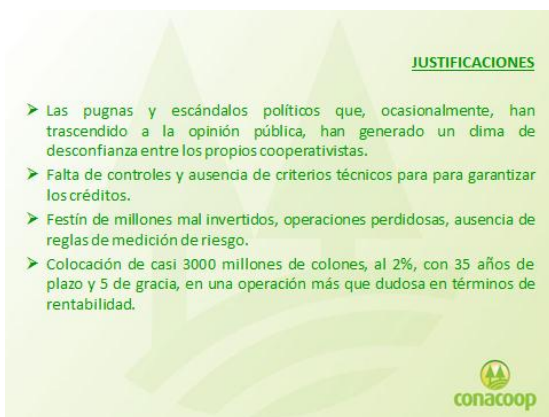 JUSTIFICACIONES
➤ Las pugnas y escándalos políticos que, ocasionalmente, han
trascendido a la opinión pública, han generado un clima de
desconfianza entre los propios cooperativistas.
➤ Falta de controles y ausencia de criterios técnicos para para garantizar
los créditos.
➤ Festín de millones mal invertidos, operaciones perdidosas, ausencia de
reglas de medición de riesgo.
➤ Colocación de casi 3000 millones de colones, al 2%, con 35 años de
plazo y 5 de gracia, en una operación más que dudosa en términos de
rentabilidad.
conacoop